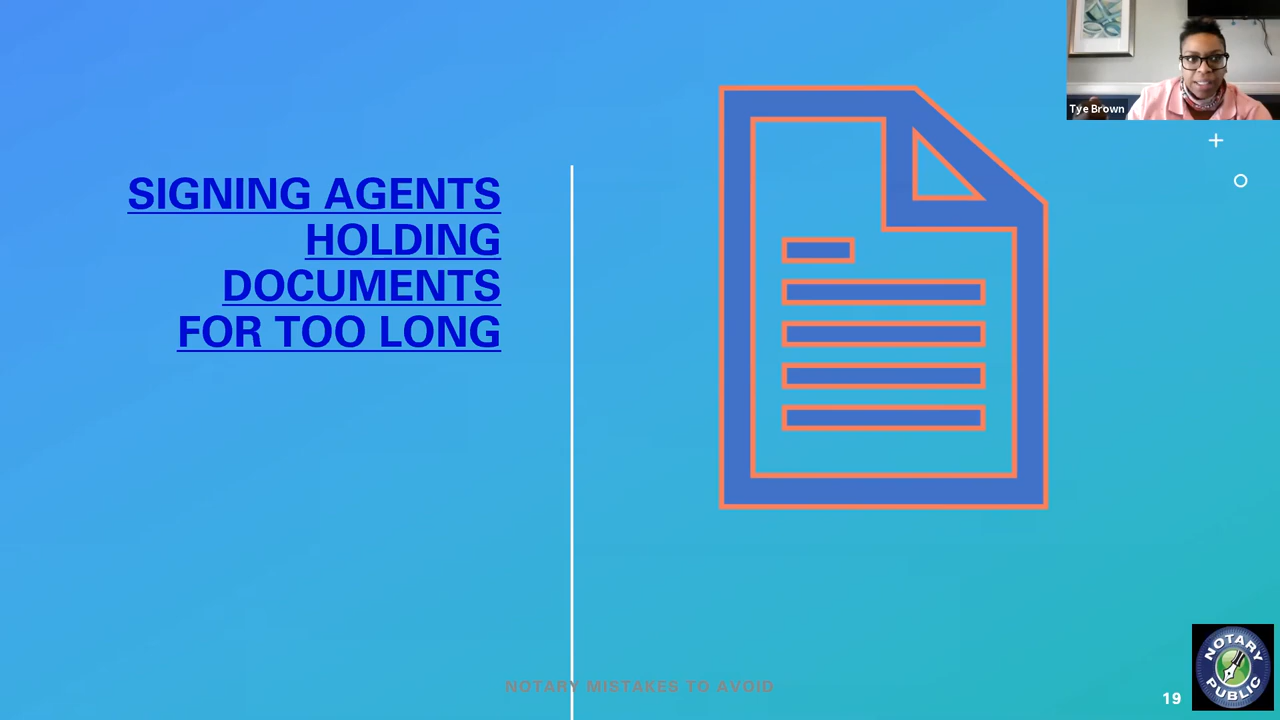 Tye Brown
SIGNING AGENTS
HOLDING
DOCUMENTS
FOR TOO LONG
NOTARY MISTAKES TO AVOID
19
NOTARY
PUBLIC